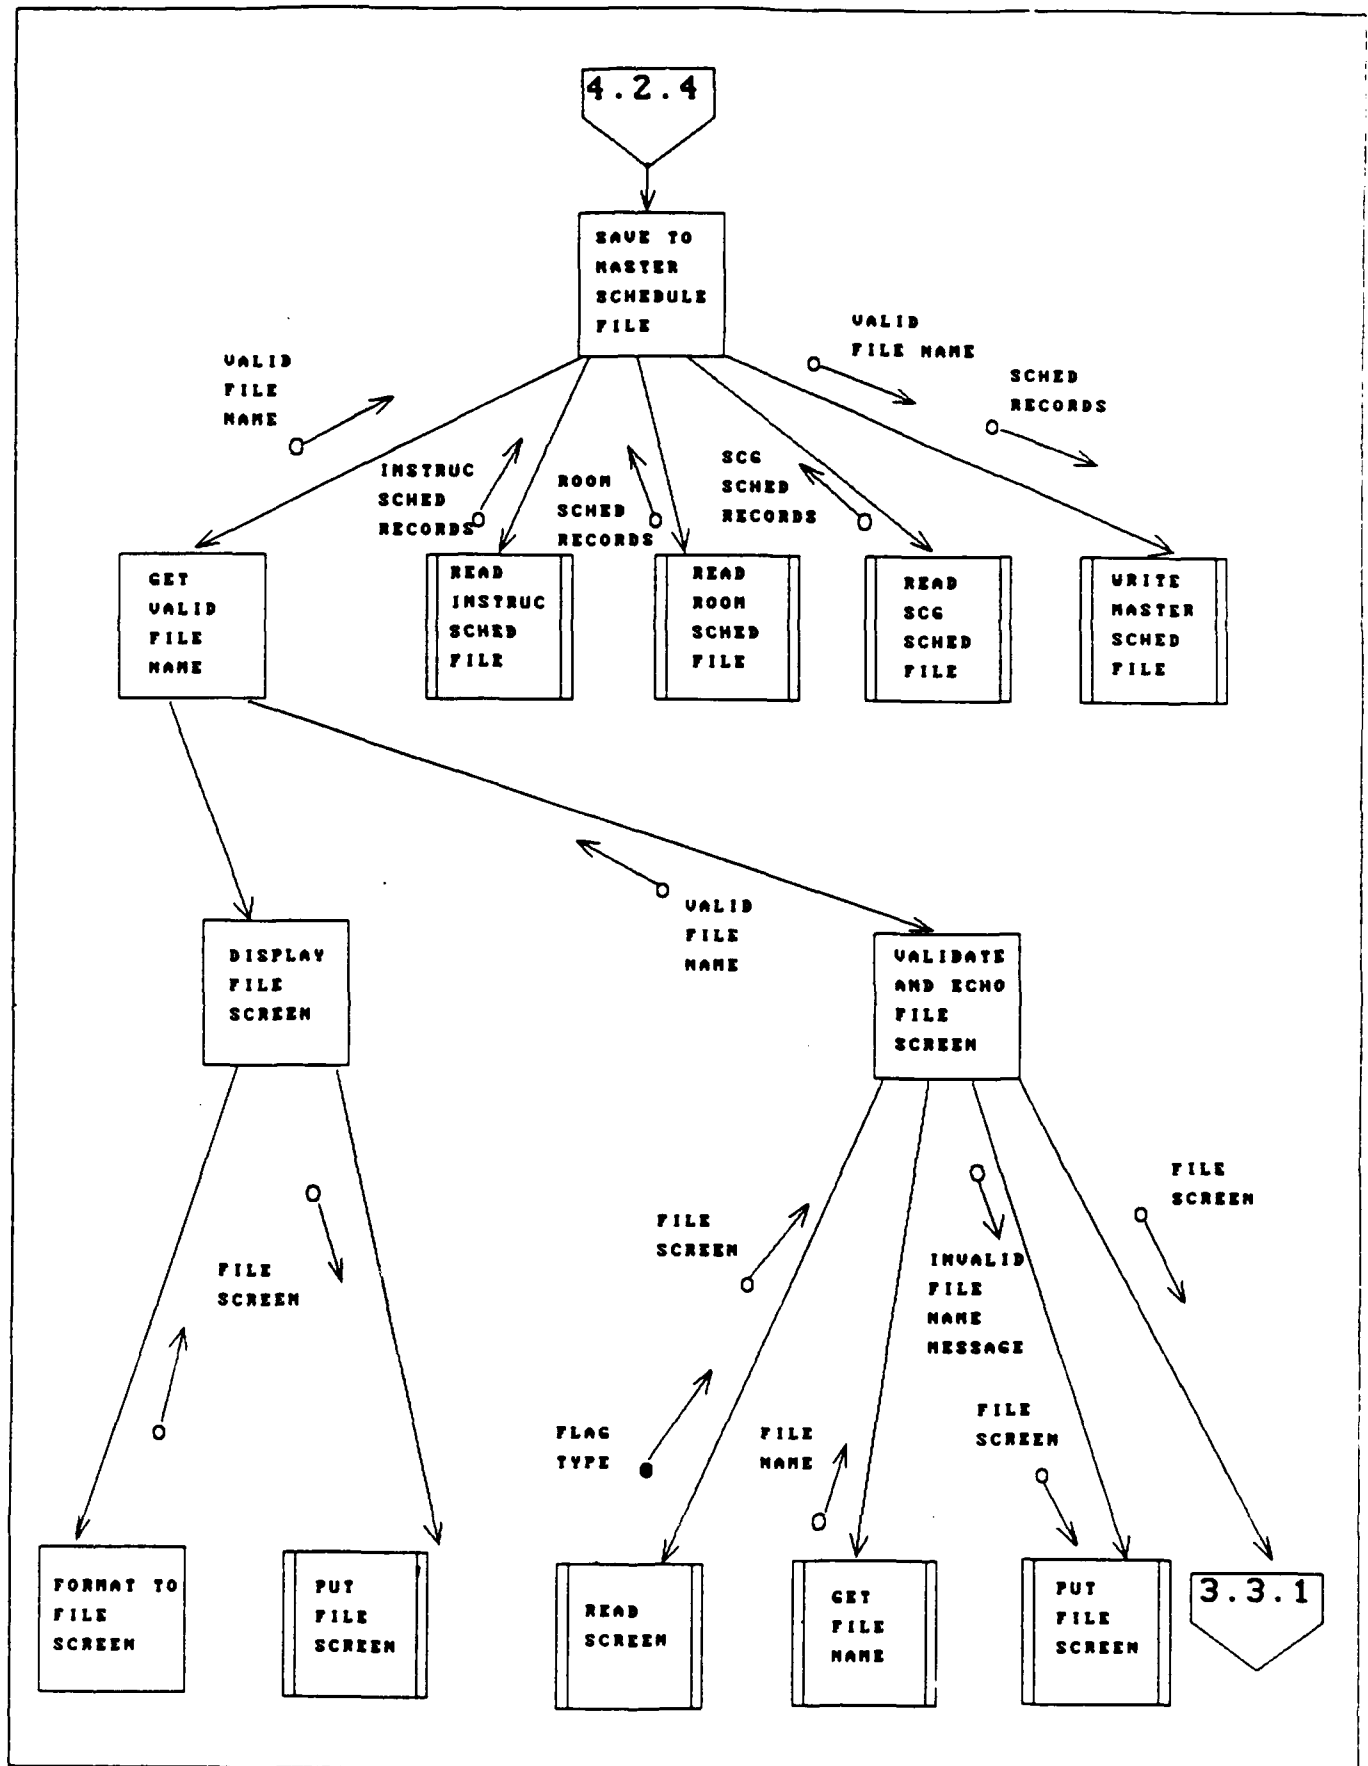 4.2.4
SAVE TO
MASTER
SCHEDULE
FILE
VALID
FILE NAME
VALID
FILE
NAME
SCHED
RECORDS
INSTRUC
SCHED
RECORDS
ROOM
SCHED
RECORDS
SCG
SCHED
RECORDS
GET
VALID
FILE
NAME
READ
INSTRUC
SCHED
FILE
READ
ROOM
SCHED
FILE
READ
SCG
SCHED
FILE
WRITE
MASTER
SCHED
FILE
VALID
FILE
NAME
DISPLAY
FILE
SCREEN
VALIDATE
AND ECHO
FILE
SCREEN
FILE
SCREEN
FILE
SCREEN
INVALID
FILE
NAME
MESSAGE
FILE
SCREEN
FLAG
TYPE
FILE
NAME
FILE
SCREEN
FORMAT TO
FILE
SCREEN
PUT
FILE
SCREEN
READ
SCREEN
GET
FILE
NAME
PUT
FILE
SCREEN
3.3.1